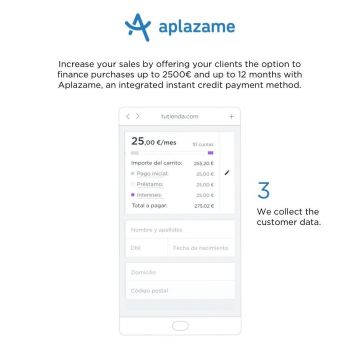 aplazame
Increase your sales by offering your clients the option to
finance purchases up to 2500€ and up to 12 months with
Aplazame, an integrated instant credit payment method.
tutienda.com +
25,00 €/mes 10 cuotas
Importe del carrito: 255,20 €
Pago inicial: 25,00 €
Préstamo: 25,00 €
Intereses: 25,00 €
Total a pagar: 275,02 €
3
We collect the
customer data.
Nombre y apellidos
DNI Fecha de nacimiento
Domicilio
Código postal